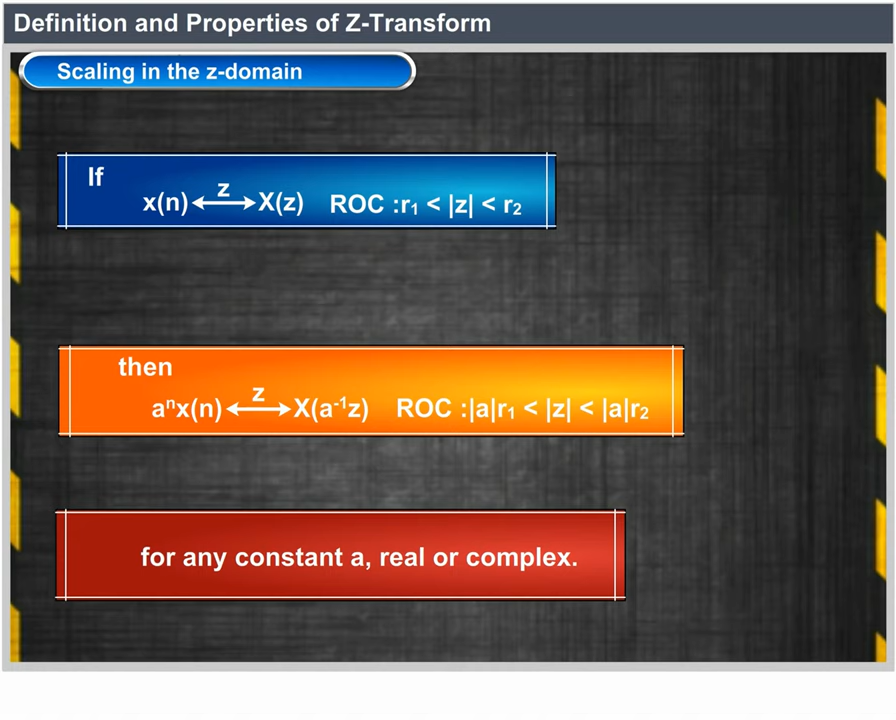 Definition and Properties of Z-Transform
Scaling in the z-domain
If
x(n) <-z-> X(z) ROC :r₁ < |z| < r₂
then
aⁿx(n) <-z-> X(a⁻¹z) ROC :|a|r₁ < |z| < |a|r₂
for any constant a, real or complex.